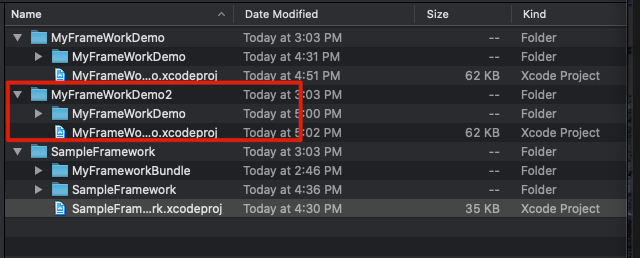 Name Date Modified Size Kind
MyFrameWorkDemo Today at 3:03 PM -- Folder
MyFrameWorkDemo Today at 4:31 PM -- Folder
MyFrameWo...o.xcodeproj Today at 4:51 PM 62 KB Xcode Project
MyFrameWorkDemo2 Today at 3:03 PM -- Folder
MyFrameWorkDemo Today at 5:00 PM -- Folder
MyFrameWo...o.xcodeproj Today at 5:02 PM 62 KB Xcode Project
SampleFramework Today at 3:03 PM -- Folder
MyFrameworkBundle Today at 2:46 PM -- Folder
SampleFramework Today at 4:36 PM -- Folder
SampleFram...rk.xcodeproj Today at 4:30 PM 35 KB Xcode Project